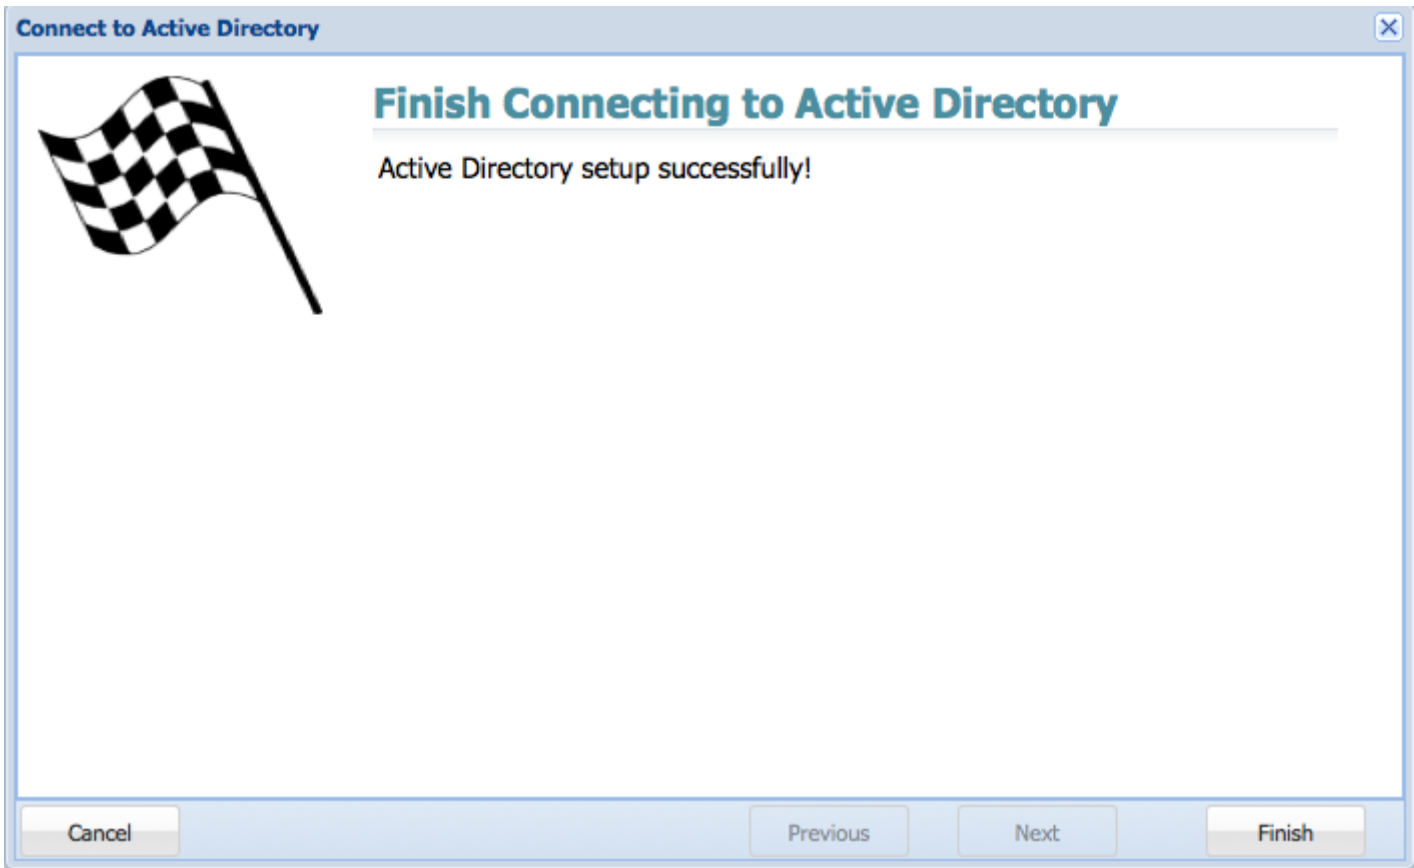 Connect to Active Directory
Finish Connecting to Active Directory
Active Directory setup successfully!
Cancel
Previous
Next
Finish